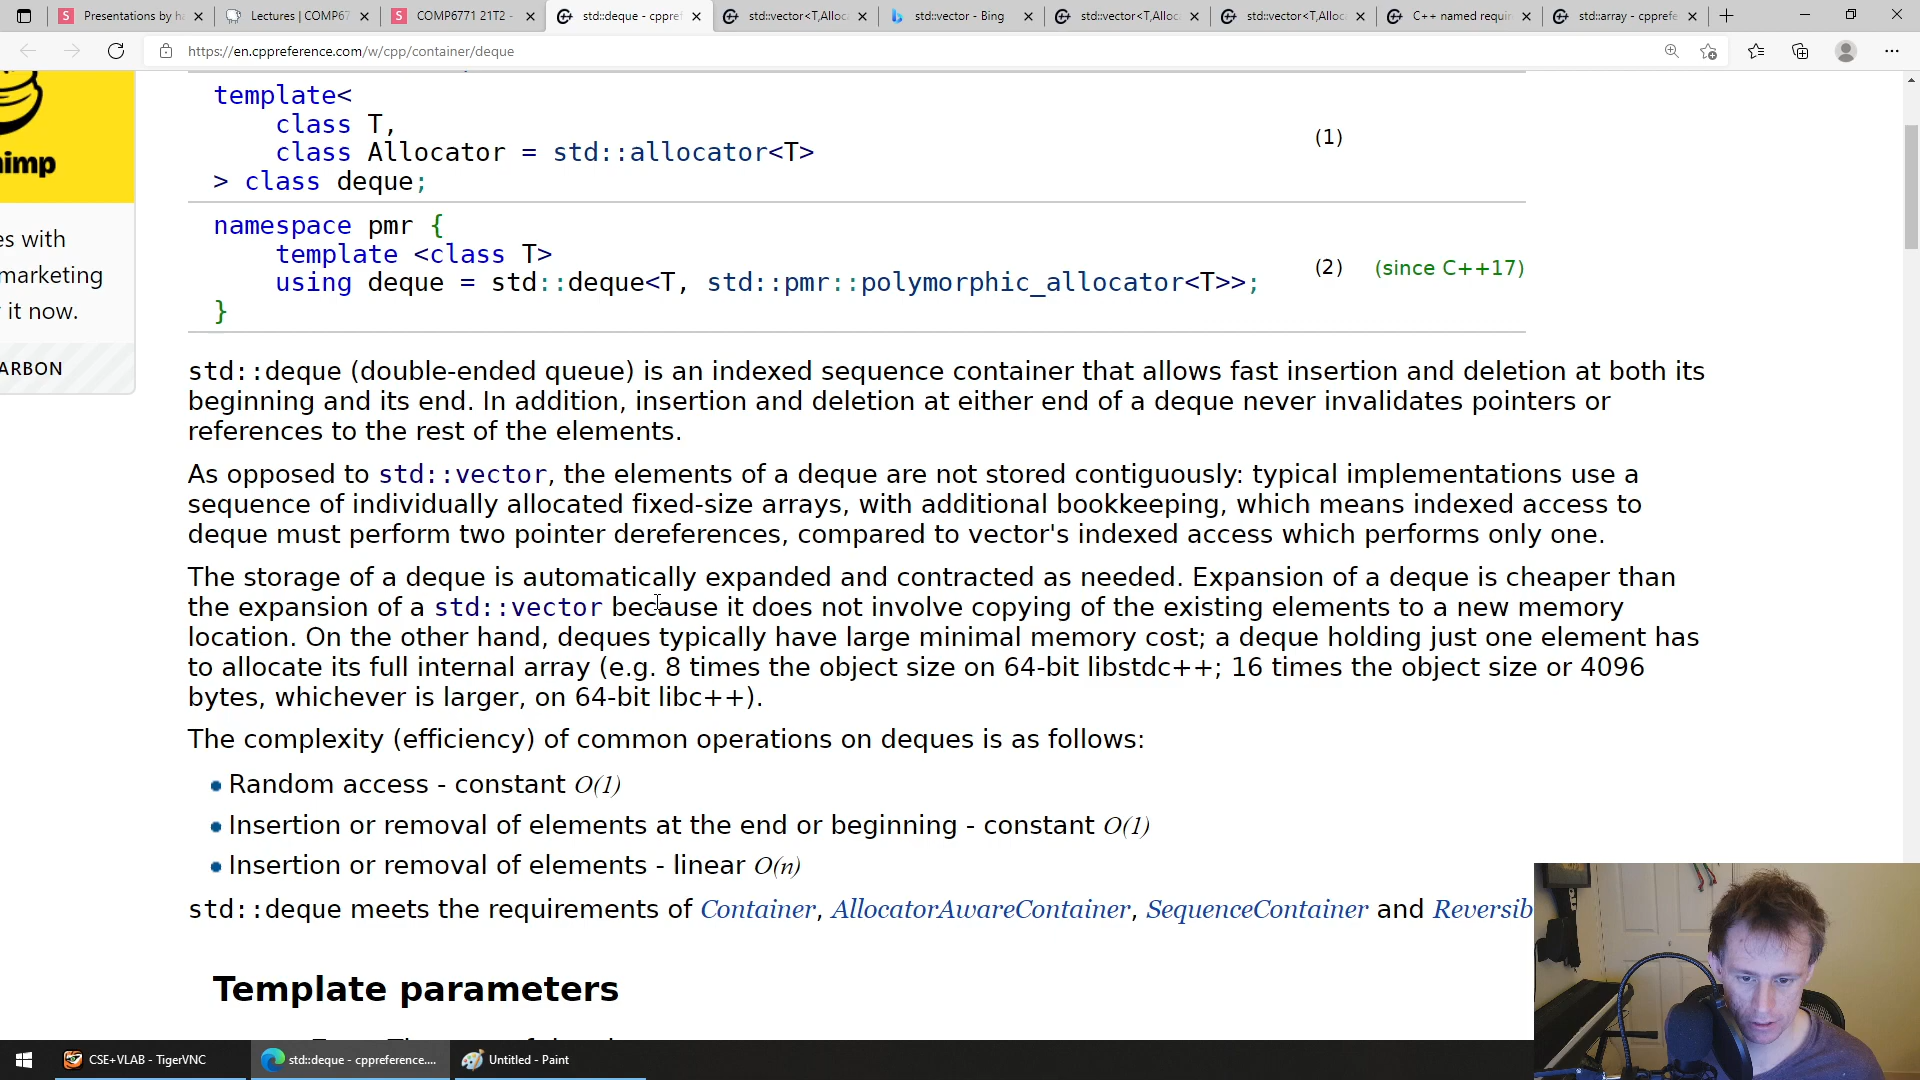 Presentations by h
Lectures | COMP67
COMP6771 21T2 -
std::deque - cppref
std::vector<T,Alloc
std::vector - Bing
std::vector<T,Alloc
std::vector<T,Alloc
C++ named requir
std::array - cpprefe
https://en.cppreference.com/w/cpp/container/deque
template<
class T,
class Allocator = std::allocator<T>
> class deque;
(1)
namespace pmr {
template <class T>
using deque = std::deque<T, std::pmr::polymorphic_allocator<T>>;
}
(2) (since C++17)
imp
es with
marketing
it now.
ARBON
std::deque (double-ended queue) is an indexed sequence container that allows fast insertion and deletion at both its
beginning and its end. In addition, insertion and deletion at either end of a deque never invalidates pointers or
references to the rest of the elements.
As opposed to std::vector, the elements of a deque are not stored contiguously: typical implementations use a
sequence of individually allocated fixed-size arrays, with additional bookkeeping, which means indexed access to
deque must perform two pointer dereferences, compared to vector's indexed access which performs only one.
The storage of a deque is automatically expanded and contracted as needed. Expansion of a deque is cheaper than
the expansion of a std::vector because it does not involve copying of the existing elements to a new memory
location. On the other hand, deques typically have large minimal memory cost; a deque holding just one element has
to allocate its full internal array (e.g. 8 times the object size on 64-bit libstdc++; 16 times the object size or 4096
bytes, whichever is larger, on 64-bit libc++).
The complexity (efficiency) of common operations on deques is as follows:
Random access - constant O(1)
Insertion or removal of elements at the end or beginning - constant O(1)
Insertion or removal of elements - linear O(n)
std::deque meets the requirements of Container, AllocatorAwareContainer, SequenceContainer and Reversib
Template parameters
CSE+VLAB - TigerVNC
std::deque - cppreference....
Untitled - Paint